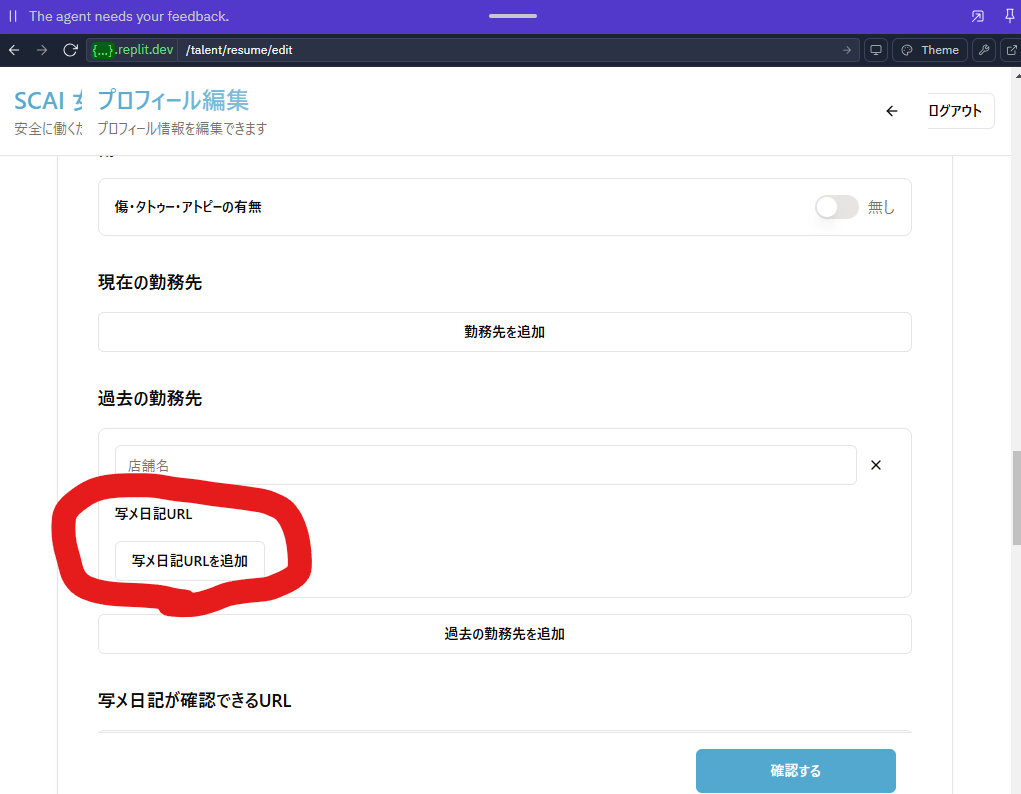 The agent needs your feedback.
{...}.replit.dev /talent/resume/edit
Theme
SCAI
プロフィール編集
安全に働くた
プロフィール情報を編集できます
ログアウト
傷・タトゥー・アトピーの有無
無し
現在の勤務先
勤務先を追加
過去の勤務先
店舗名
写メ日記URL
写メ日記URLを追加
過去の勤務先を追加
写メ日記が確認できるURL
確認する